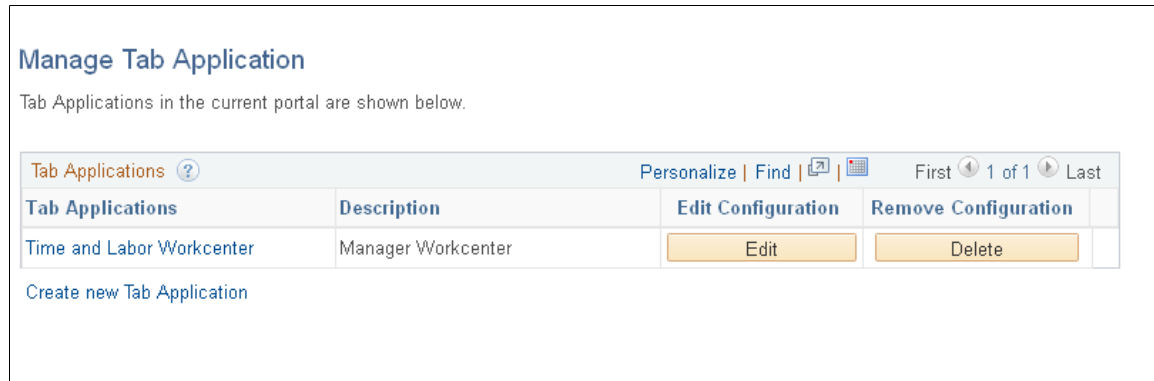 Manage Tab Application
Tab Applications in the current portal are shown below.
Tab Applications ? Personalize | Find | | First 1 of 1 Last
Tab Applications Description Edit Configuration Remove Configuration
Time and Labor Workcenter Manager Workcenter Edit Delete
Create new Tab Application